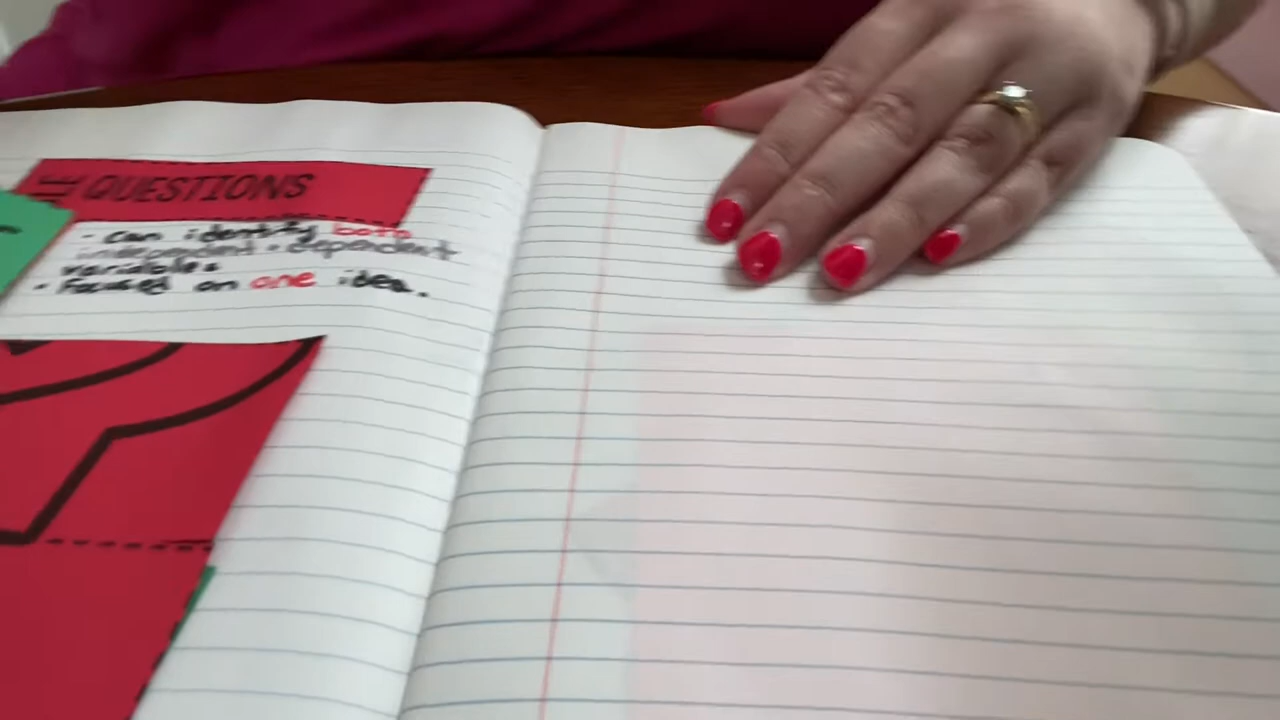 QUESTIONS
- Can identify both
independent + dependent
variables
• Focused on one idea.